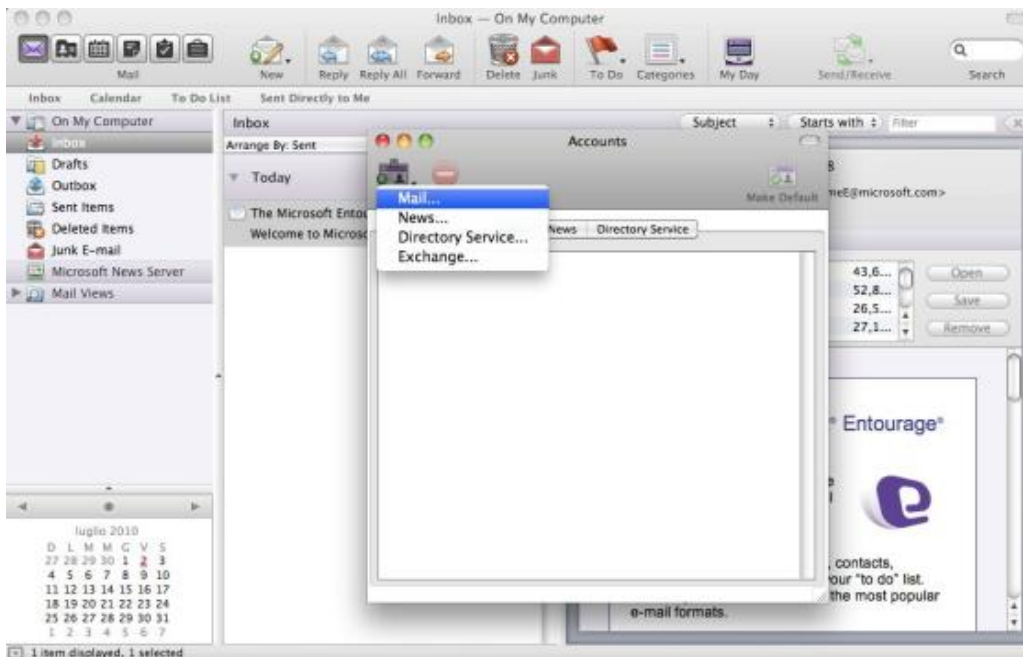 Inbox — On My Computer
Mail
New Reply Reply All Forward Delete Junk To Do Categories My Day Send/Receive Search
Inbox Calendar To Do List Sent Directly to Me
On My Computer
Inbox
Drafts
Outbox
Sent Items
Deleted Items
Junk E-mail
Microsoft News Server
Mail Views
Inbox Subject Starts with Filter
Arrange By: Sent
Today
The Microsoft
Welcome to
Accounts
Make Default
Mail...
News...
Directory Service...
Exchange...
News Directory Service
@microsoft.com>
43,6... Open
52,8... Save
26,5...
27,1... Remove
Entourage®
e
, contacts,
your "to do" list.
the most popular
e-mail formats.
luglio 2010
D L M M G V S
27 28 29 30 1 2 3
4 5 6 7 8 9 10
11 12 13 14 15 16 17
18 19 20 21 22 23 24
25 26 27 28 29 30 31
1 2 3 4 5 6 7
1 item displayed, 1 selected